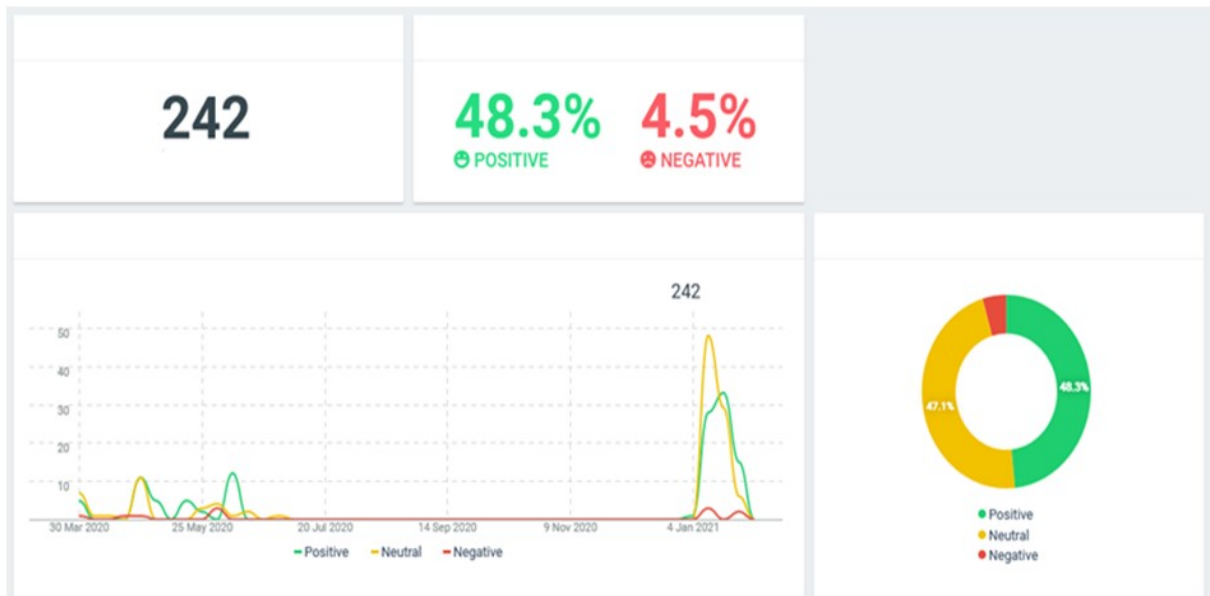 242
48.3% 4.5%
POSITIVE NEGATIVE
242
50
40
30
20
10
30 Mar 2020 25 May 2020 20 Jul 2020 14 Sep 2020 9 Nov 2020 4 Jan 2021
Positive Neutral Negative
48.3%
47.1%
Positive
Neutral
Negative